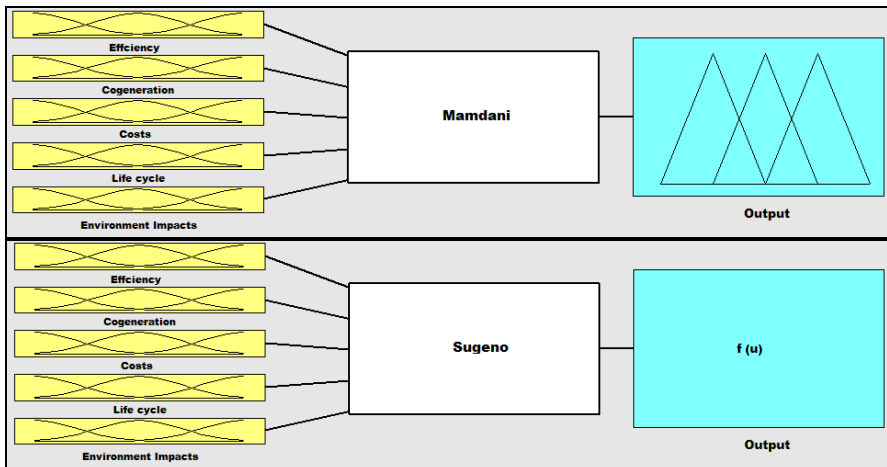 Effciency
Cogeneration
Costs
Life cycle
Environment Impacts
Mamdani
Output
Effciency
Cogeneration
Costs
Life cycle
Environment Impacts
Sugeno
f (u)
Output